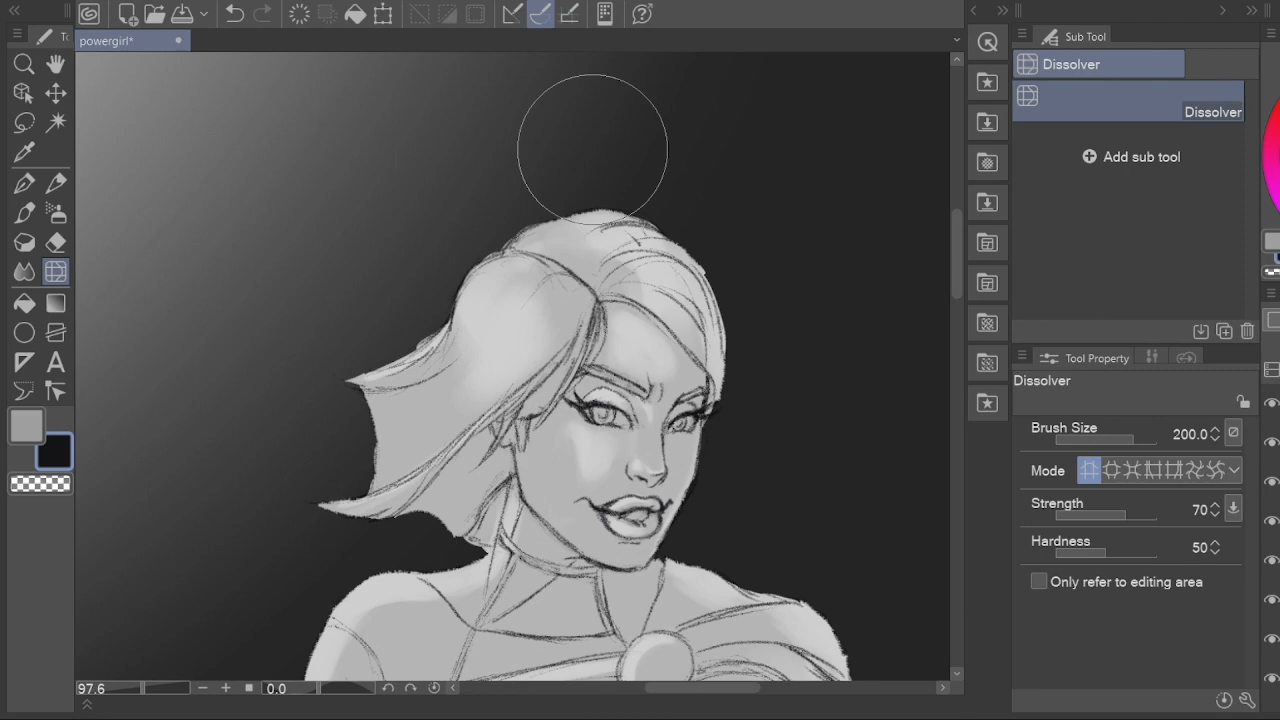 To
powergirl*
Sub Tool
Dissolver
Dissolver
Add sub tool
Tool Property
Dissolver
Brush Size 200.0
Mode
Strength 70
Hardness 50
Only refer to editing area
97.6 0.0